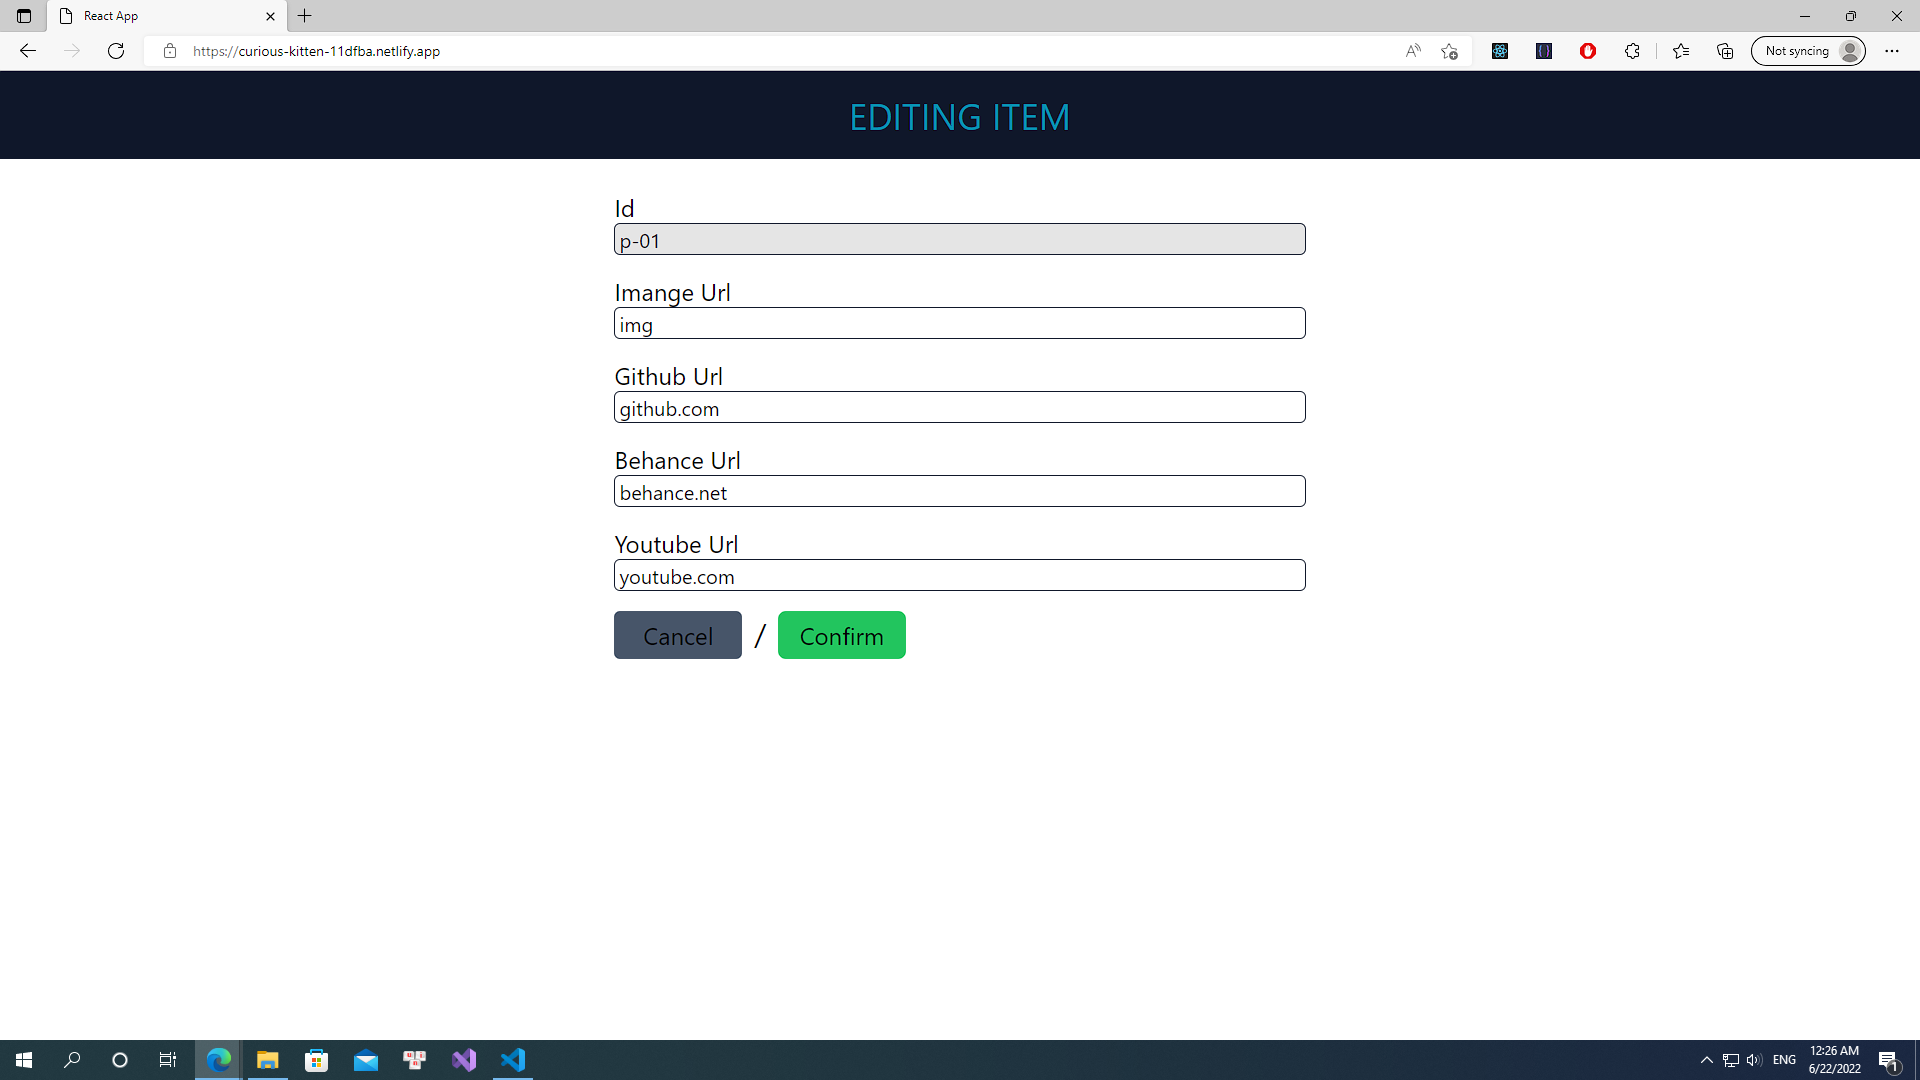 React App
https://curious-kitten-11dfba.netlify.app
Not syncing
EDITING ITEM
Id
p-01
Imange Url
img
Github Url
github.com
Behance Url
behance.net
Youtube Url
youtube.com
Cancel / Confirm
ENG
12:26 AM
6/22/2022
1